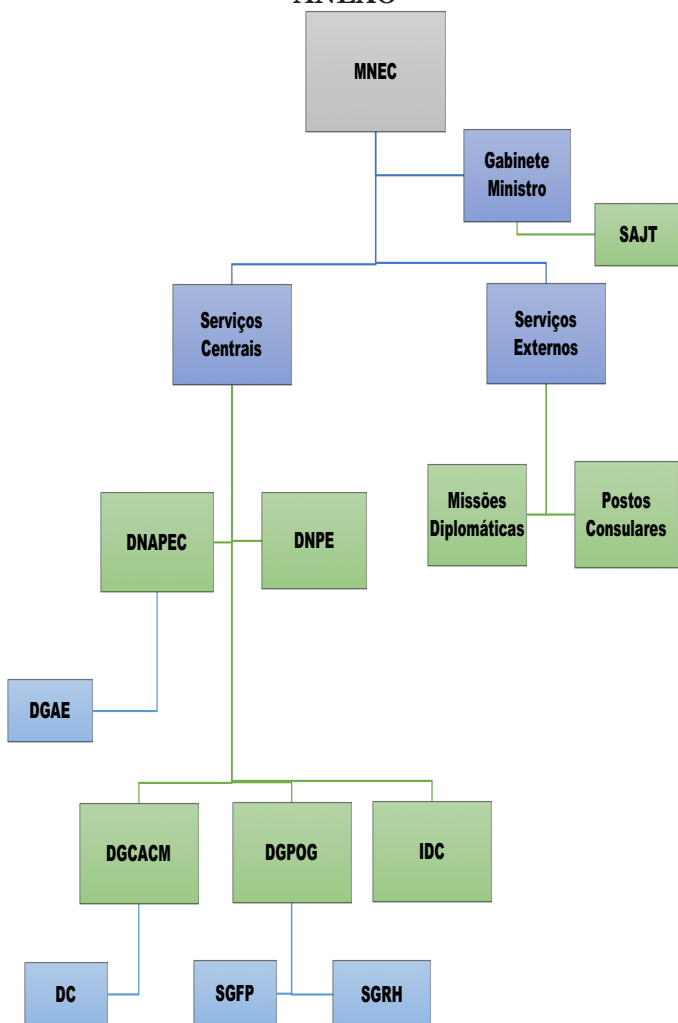 ANEXO
MNEC
Gabinete
Ministro
SAJT
Serviços
Centrais
Serviços
Externos
DNAPEC
DNPE
Missões
Diplomáticas
Postos
Consulares
DGAE
DGCACM
DGPOG
IDC
DC
SGFP
SGRH